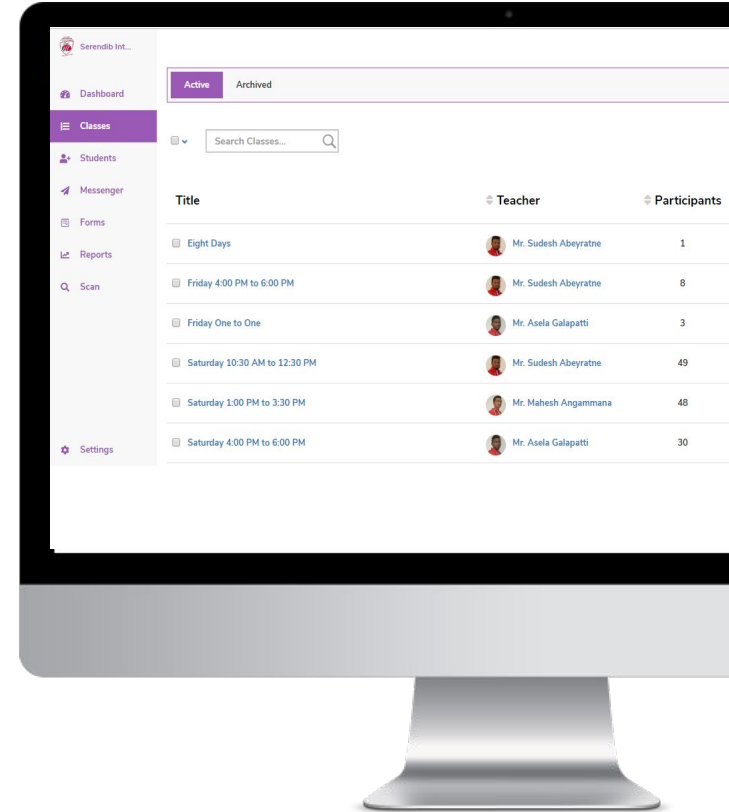 Serendib Int...
Dashboard
Classes
Students
Messenger
Forms
Reports
Scan
Settings
Active Archived
Search Classes...
Title Teacher Participants
Eight Days Mr. Sudesh Abeyratne 1
Friday 4:00 PM to 6:00 PM Mr. Sudesh Abeyratne 8
Friday One to One Mr. Asela Galapatti 3
Saturday 10:30 AM to 12:30 PM Mr. Sudesh Abeyratne 49
Saturday 1:00 PM to 3:30 PM Mr. Mahesh Angammana 48
Saturday 4:00 PM to 6:00 PM Mr. Asela Galapatti 30